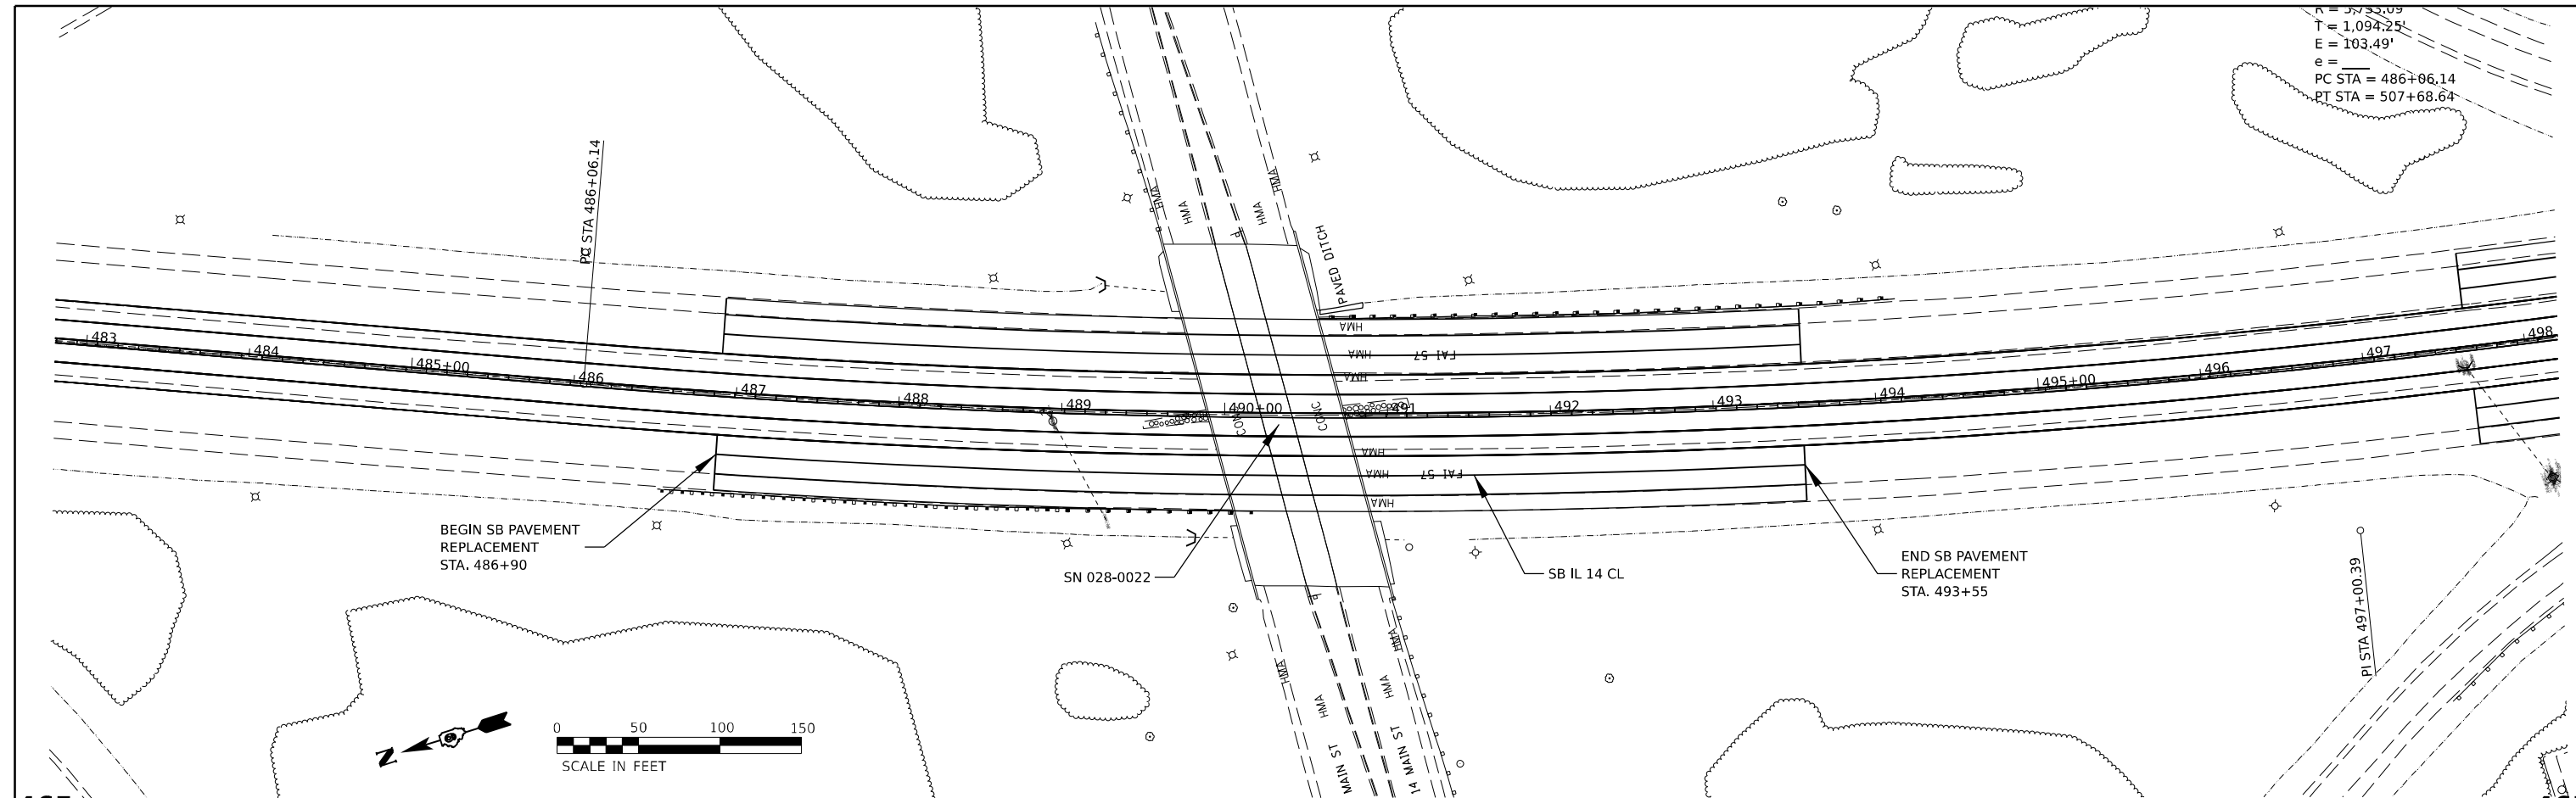 T = 1,094.25'
E = 103.49'
e = ___
PC STA = 486+06.14
PT STA = 507+68.64
PC STA 486+06.14
HMA
HMA
HMA
HMA
PAVED DITCH
HMA
HMA
FAI 57
HMA
483
484
485+00
486
487
488
489
490+00
491
492
493
494
495+00
496
497
498
CONC
CONC
HMA
HMA
FAI 57
HMA
BEGIN SB PAVEMENT
REPLACEMENT
STA. 486+90
SN 028-0022
SB IL 14 CL
END SB PAVEMENT
REPLACEMENT
STA. 493+55
PI STA 497+00.39
HMA
HMA
HMA
HMA
MAIN ST
14 MAIN ST
N
0 50 100 150
SCALE IN FEET